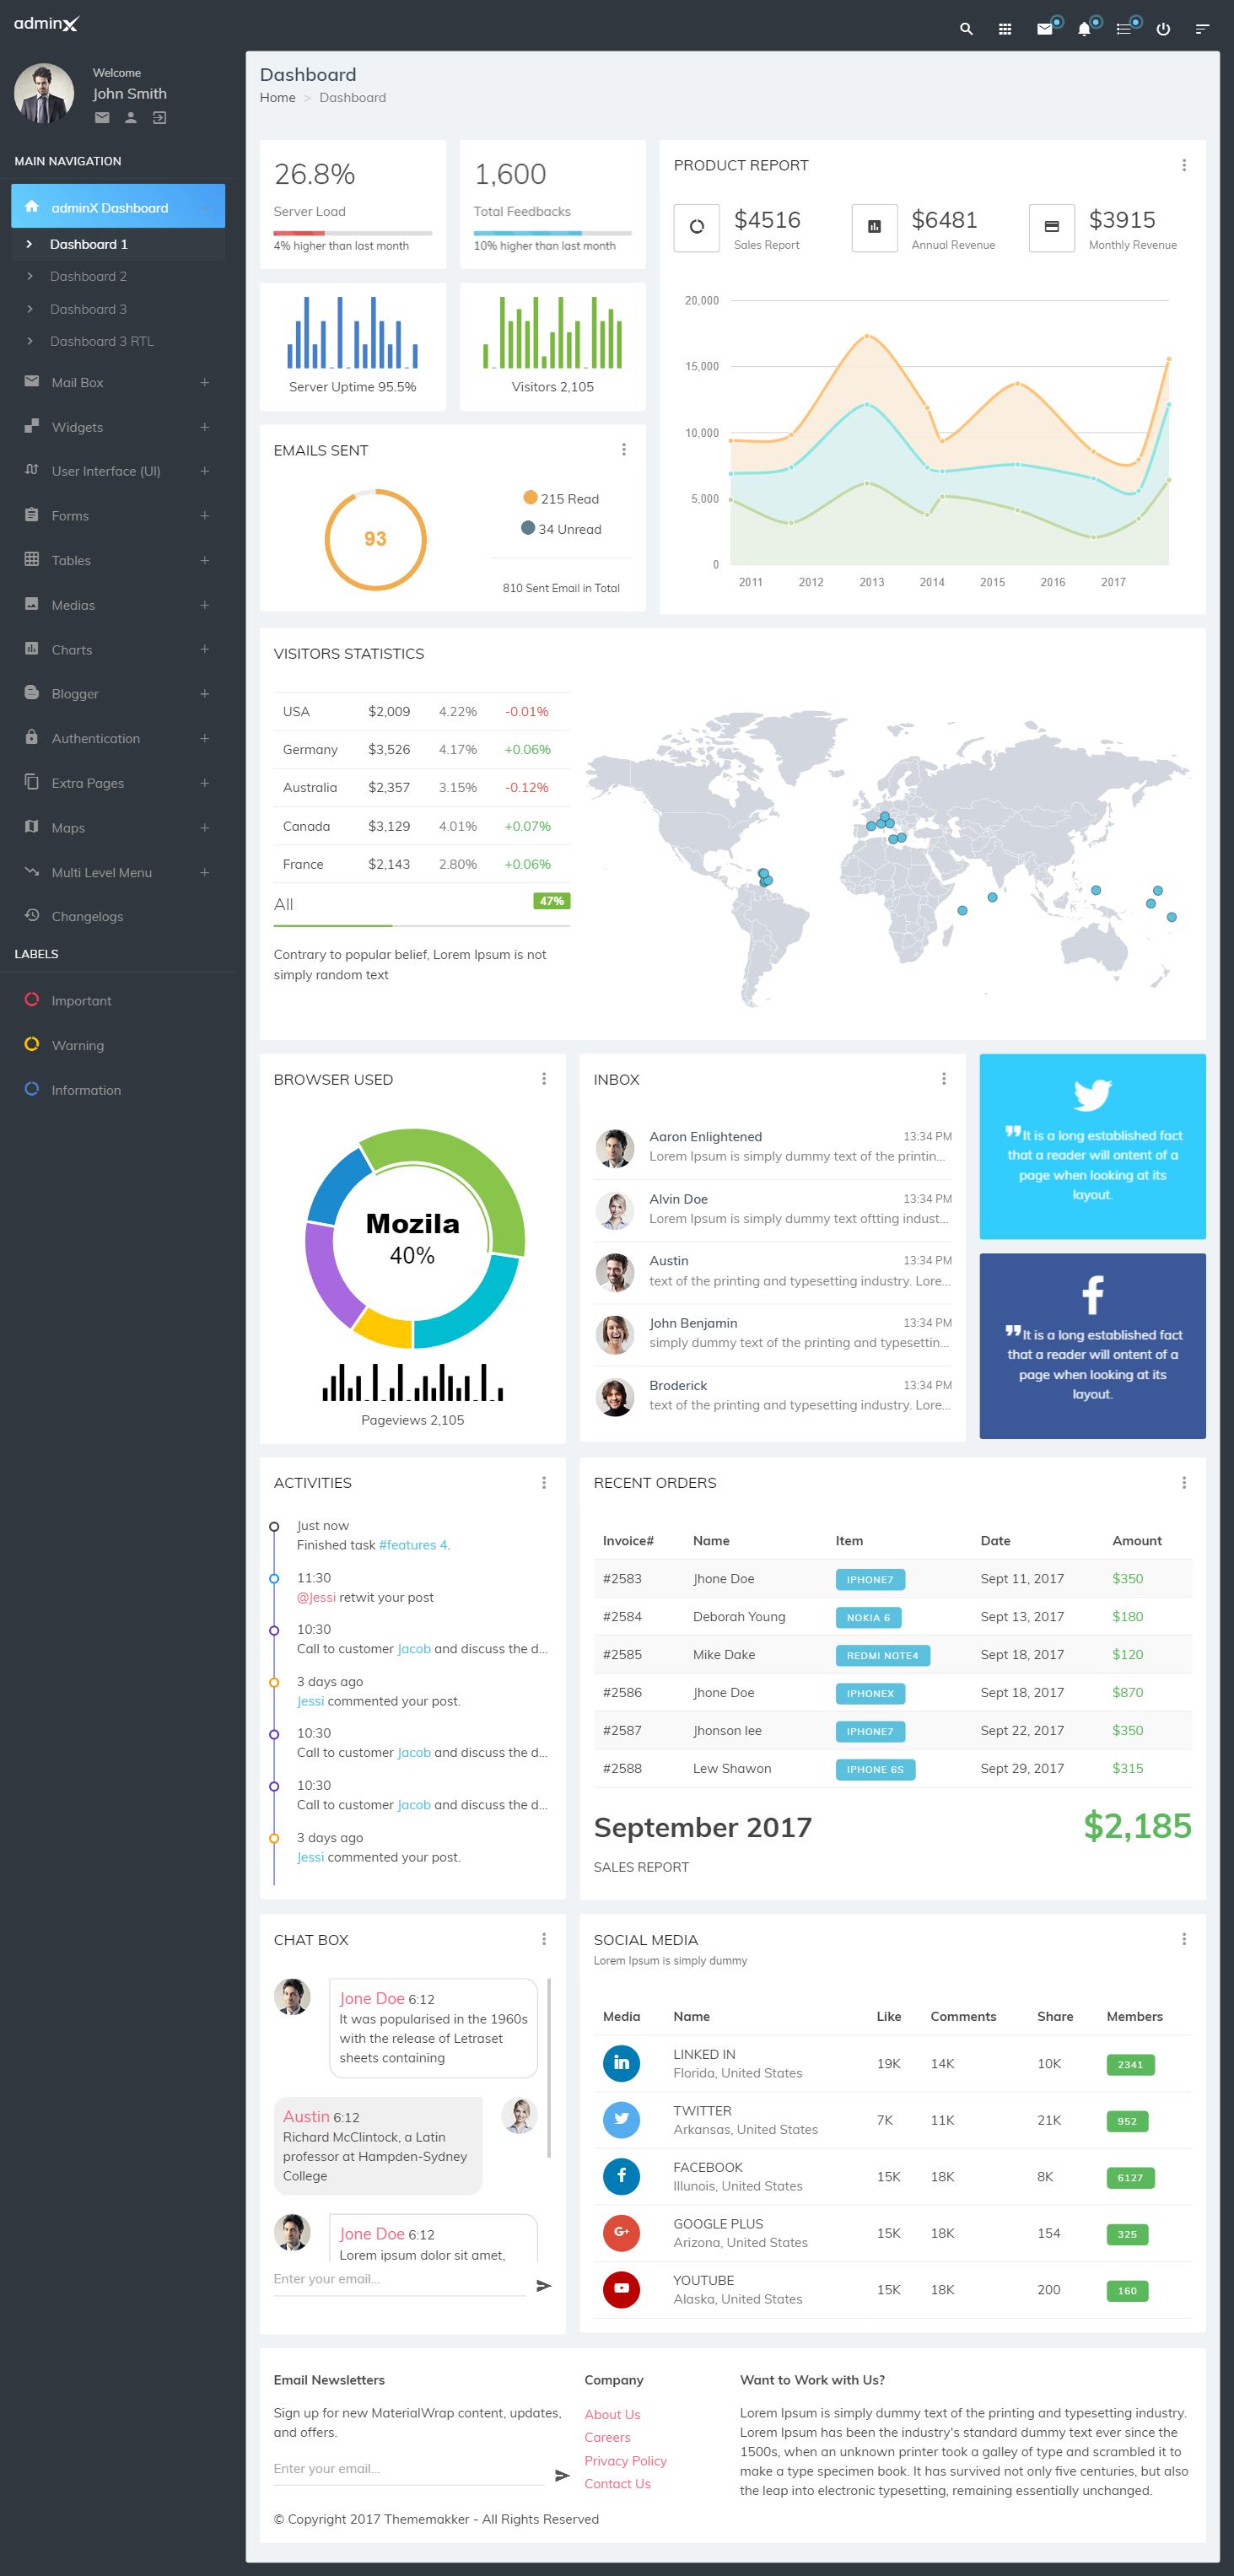 adminX
Welcome
John Smith
MAIN NAVIGATION
adminX Dashboard
Dashboard 1
Dashboard 2
Dashboard 3
Dashboard 3 RTL
Mail Box
Widgets
User Interface (UI)
Forms
Tables
Medias
Charts
Blogger
Authentication
Extra Pages
Maps
Multi Level Menu
Changelogs
LABELS
Important
Warning
Information
Dashboard
Home > Dashboard
26.8%
Server Load
4% higher than last month
1,600
Total Feedbacks
10% higher than last month
Server Uptime 95.5%
Visitors 2,105
EMAILS SENT
93
215 Read
34 Unread
810 Sent Email in Total
PRODUCT REPORT
$4516
Sales Report
$6481
Annual Revenue
$3915
Monthly Revenue
20,000
15,000
10,000
5,000
0
2011 2012 2013 2014 2015 2016 2017
VISITORS STATISTICS
USA $2,009 4.22% -0.01%
Germany $3,526 4.17% +0.06%
Australia $2,357 3.15% -0.12%
Canada $3,129 4.01% +0.07%
France $2,143 2.80% +0.06%
All 47%
Contrary to popular belief, Lorem Ipsum is not
simply random text
BROWSER USED
Mozila
40%
Pageviews 2,105
INBOX
Aaron Enlightened 13:34 PM
Lorem Ipsum is simply dummy text of the printin...
Alvin Doe 13:34 PM
Lorem Ipsum is simply dummy text oftting indust...
Austin 13:34 PM
text of the printing and typesetting industry. Lore...
John Benjamin 13:34 PM
simply dummy text of the printing and typesettin...
Broderick 13:34 PM
text of the printing and typesetting industry. Lore...
It is a long established fact
that a reader will ontent of a
page when looking at its
layout.
It is a long established fact
that a reader will ontent of a
page when looking at its
layout.
ACTIVITIES
Just now
Finished task #features 4.
11:30
@Jessi retwit your post
10:30
Call to customer Jacob and discuss the d...
3 days ago
Jessi commented your post.
10:30
Call to customer Jacob and discuss the d...
10:30
Call to customer Jacob and discuss the d...
3 days ago
Jessi commented your post.
RECENT ORDERS
Invoice# Name Item Date Amount
#2583 Jhone Doe IPHONE7 Sept 11, 2017 $350
#2584 Deborah Young NOKIA 6 Sept 13, 2017 $180
#2585 Mike Dake REDMI NOTE4 Sept 18, 2017 $120
#2586 Jhone Doe IPHONEX Sept 18, 2017 $870
#2587 Jhonson lee IPHONE7 Sept 22, 2017 $350
#2588 Lew Shawon IPHONE 6S Sept 29, 2017 $315
September 2017 $2,185
SALES REPORT
CHAT BOX
Jone Doe 6:12
It was popularised in the 1960s
with the release of Letraset
sheets containing
Austin 6:12
Richard McClintock, a Latin
professor at Hampden-Sydney
College
Jone Doe 6:12
Lorem ipsum dolor sit amet,
Enter your email...
SOCIAL MEDIA
Lorem Ipsum is simply dummy
Media Name Like Comments Share Members
LINKED IN
Florida, United States
19K 14K 10K 2341
TWITTER
Arkansas, United States
7K 11K 21K 952
FACEBOOK
Illunois, United States
15K 18K 8K 6127
GOOGLE PLUS
Arizona, United States
15K 18K 154 325
YOUTUBE
Alaska, United States
15K 18K 200 160
Email Newsletters
Sign up for new MaterialWrap content, updates,
and offers.
Enter your email...
Company
About Us
Careers
Privacy Policy
Contact Us
Want to Work with Us?
Lorem Ipsum is simply dummy text of the printing and typesetting industry.
Lorem Ipsum has been the industry's standard dummy text ever since the
1500s, when an unknown printer took a galley of type and scrambled it to
make a type specimen book. It has survived not only five centuries, but also
the leap into electronic typesetting, remaining essentially unchanged.
© Copyright 2017 Thememakker - All Rights Reserved